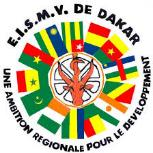 E.I.S.M.V. DE DAKAR
UNE AMBITION REGIONALE POUR LE DEVELOPPEMENT